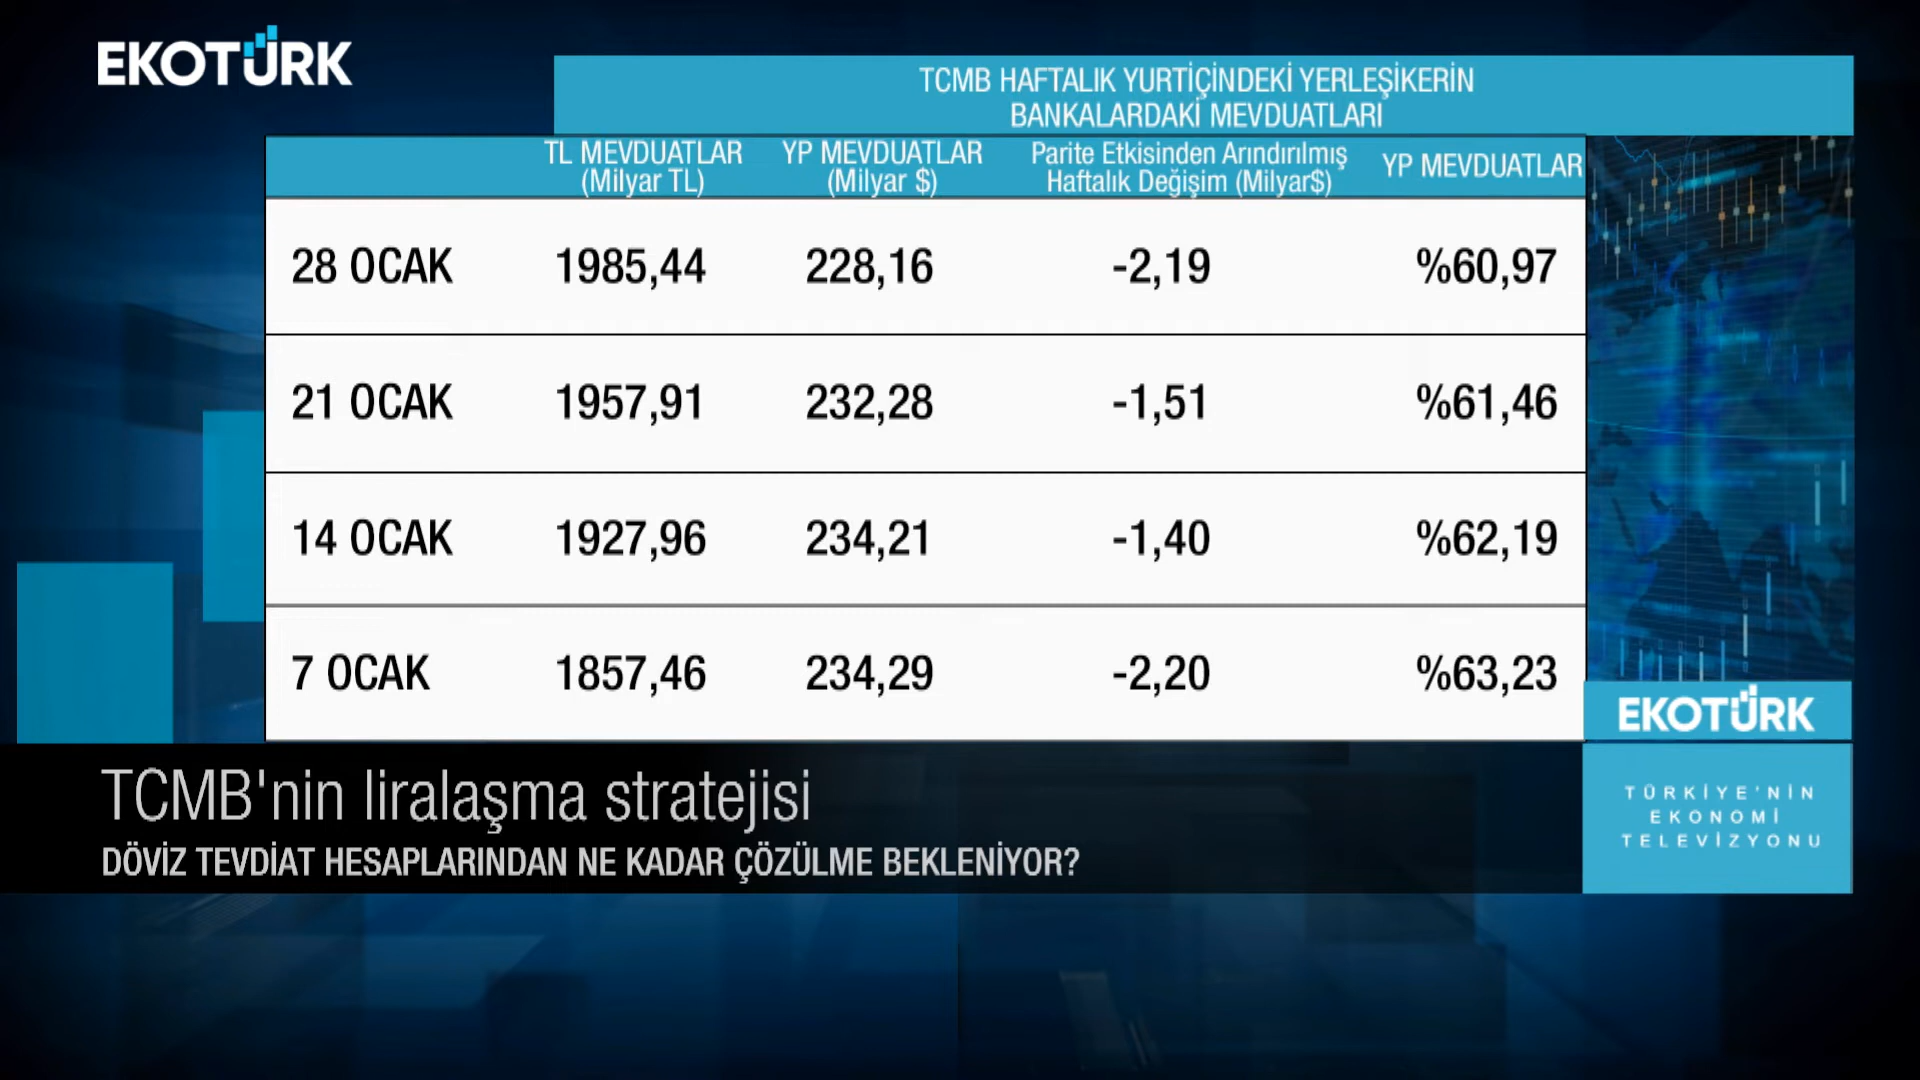 EKOTÜRK
TCMB HAFTALIK YURTİÇİNDEKİ YERLEŞİKERİN
BANKALARDAKİ MEVDUATLARI
TL MEVDUATLAR YP MEVDUATLAR Parite Etkisinden Arındırılmış YP MEVDUATLAR
(Milyar TL) (Milyar $) Haftalık Değişim (Milyar$)
28 OCAK 1985,44 228,16 -2,19 %60,97
21 OCAK 1957,91 232,28 -1,51 %61,46
14 OCAK 1927,96 234,21 -1,40 %62,19
7 OCAK 1857,46 234,29 -2,20 %63,23
EKOTÜRK
TCMB'nin liralaşma stratejisi
DÖVİZ TEVDİAT HESAPLARINDAN NE KADAR ÇÖZÜLME BEKLENİYOR?
TÜRKİYE'NİN
EKONOMİ
TELEVİZYONU